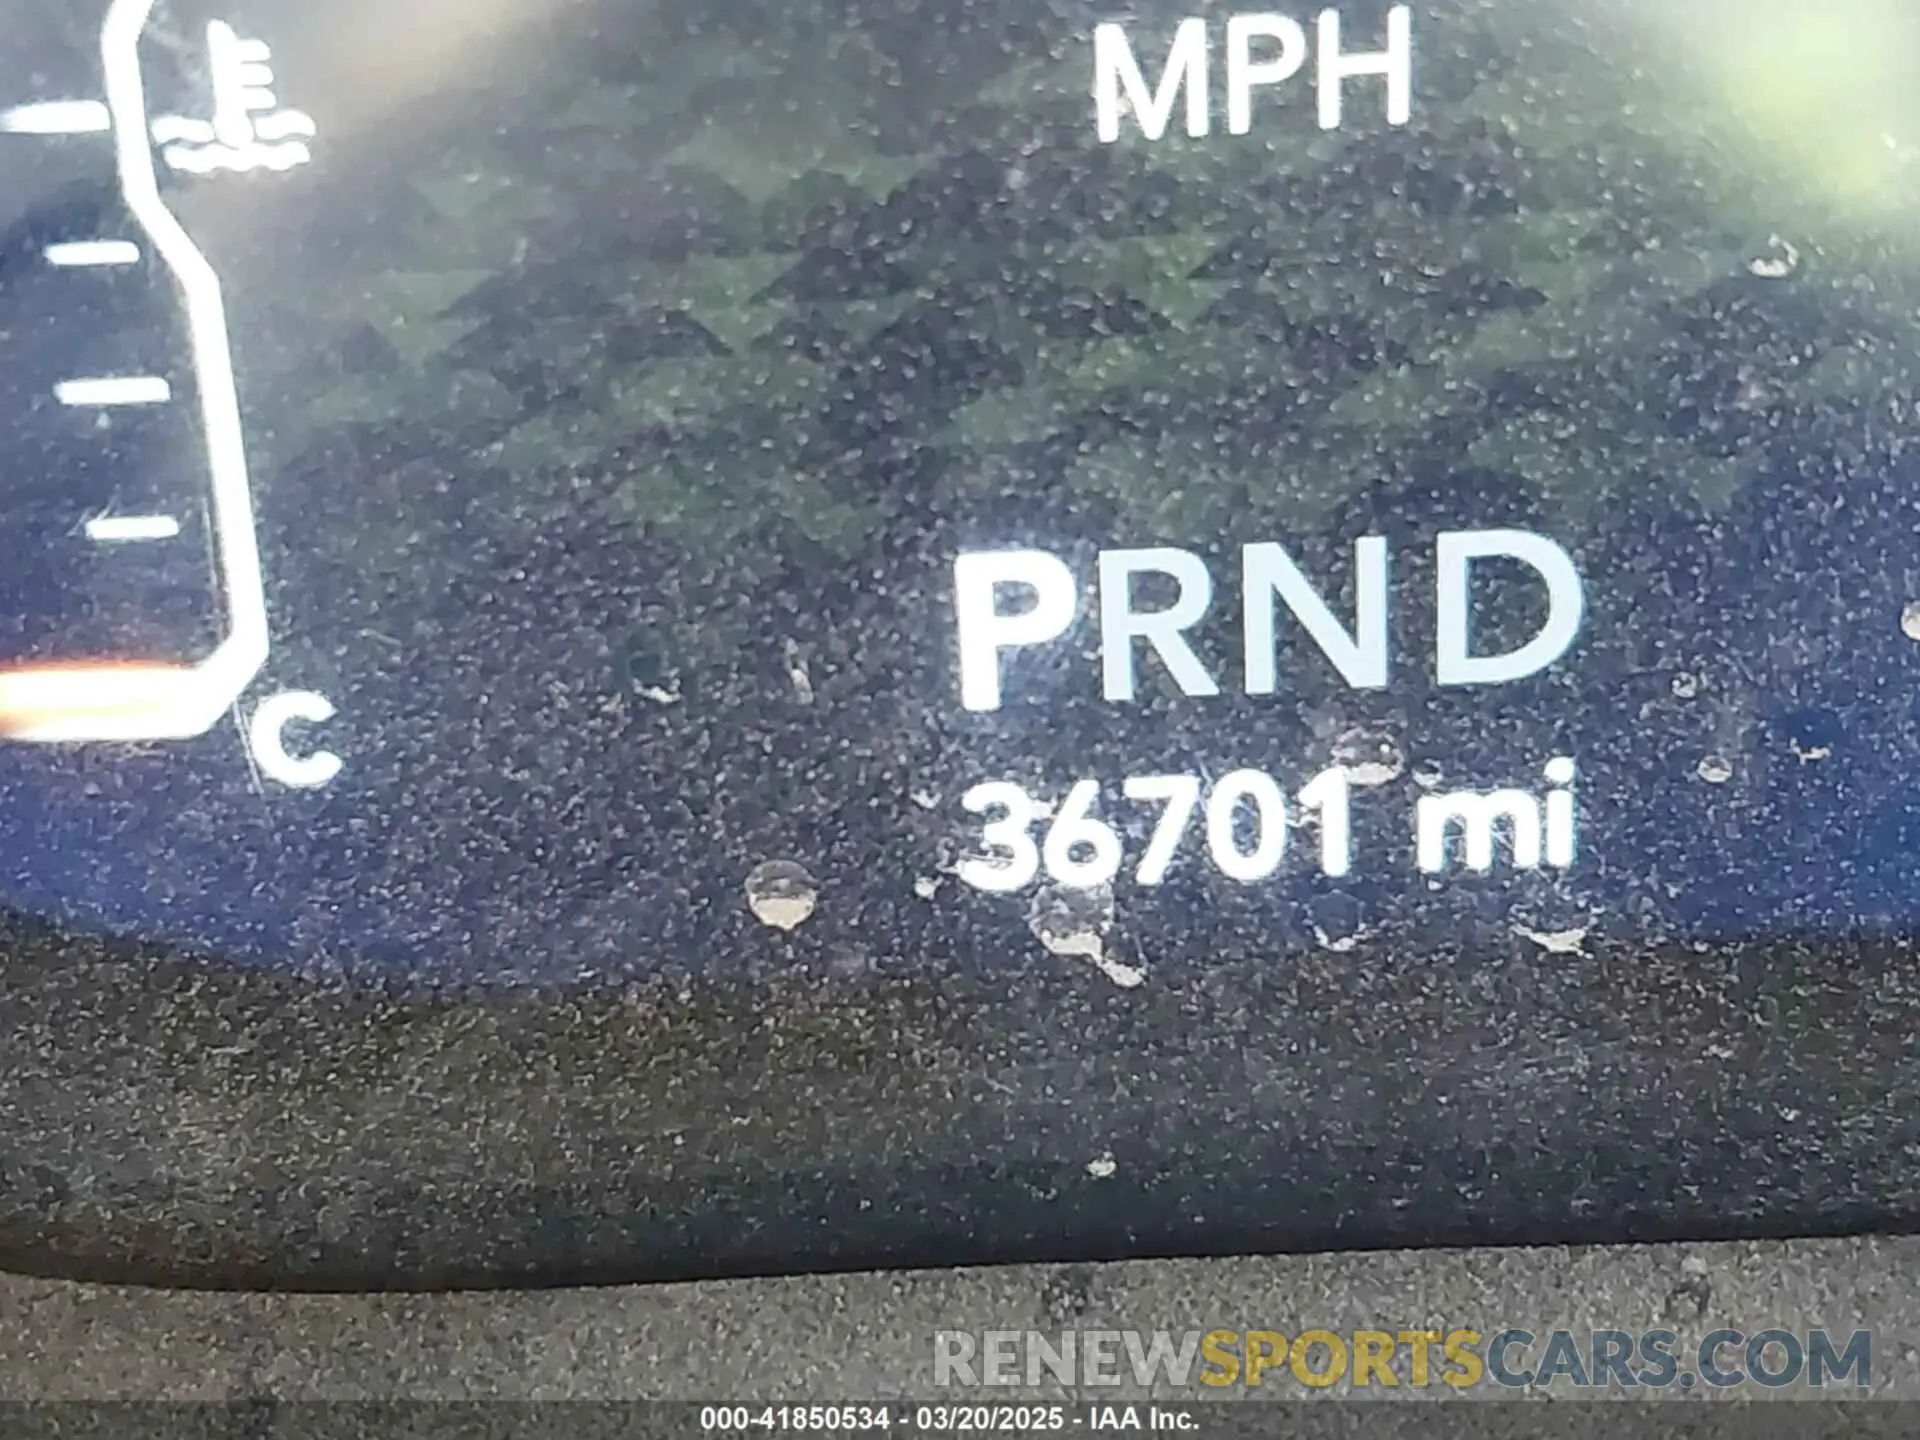 MPH
PRND
C
36701 mi
RENEWSPORTSCARS.COM
000-41850534 - 03/20/2025 - IAA Inc.